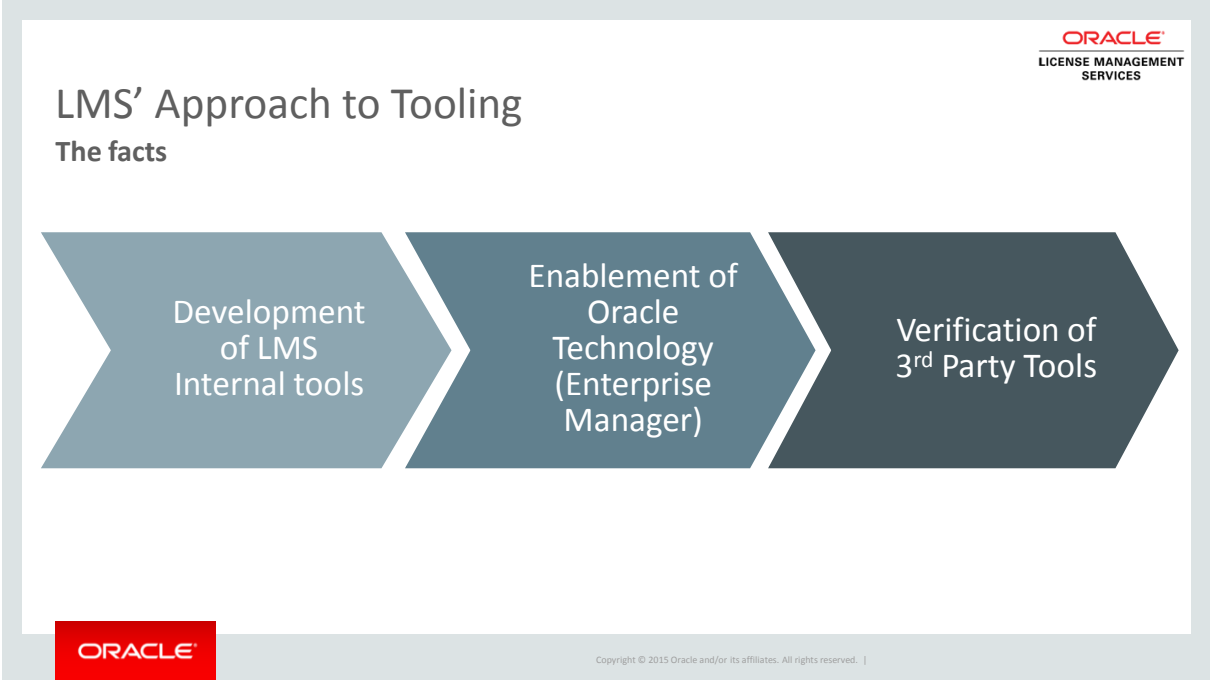 ORACLE®
LICENSE MANAGEMENT
SERVICES
LMS’ Approach to Tooling
The facts
Development
of LMS
Internal tools
Enablement of
Oracle
Technology
(Enterprise
Manager)
Verification of
3rd Party Tools
ORACLE®
Copyright © 2015 Oracle and/or its affiliates. All rights reserved. |